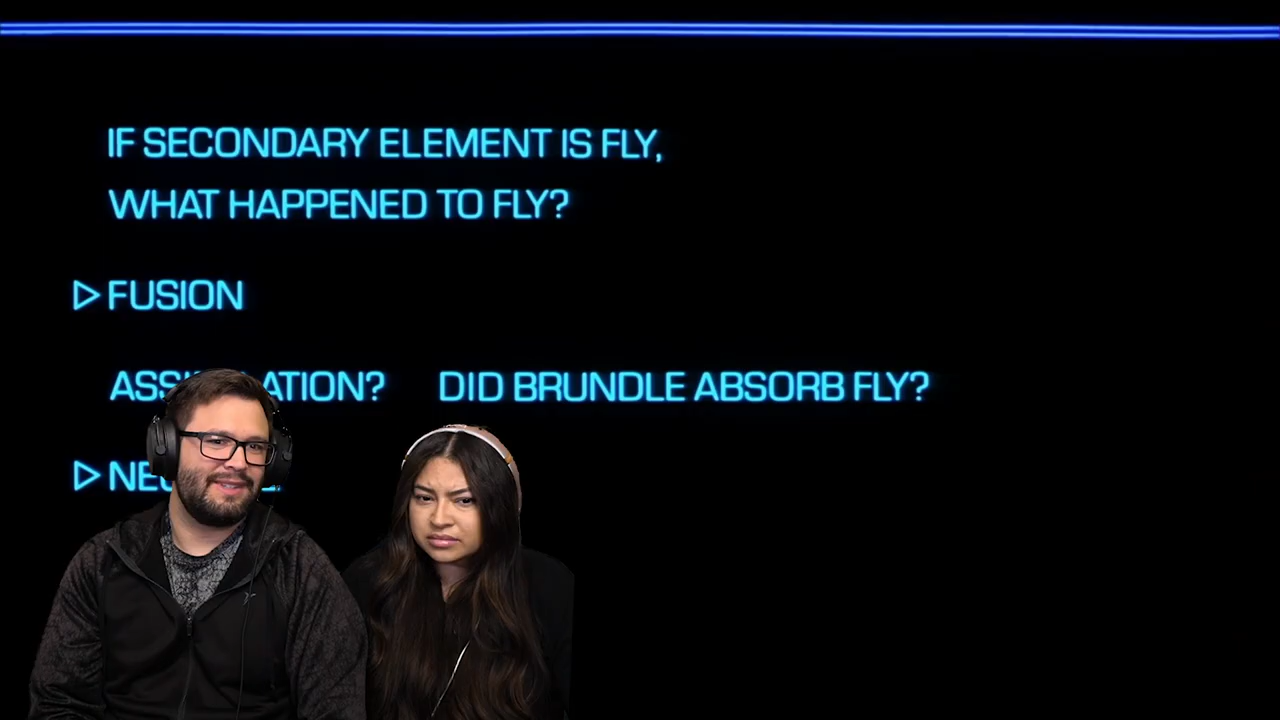 IF SECONDARY ELEMENT IS FLY,
WHAT HAPPENED TO FLY?
▷ FUSION
DID BRUNDLE ABSORB FLY?